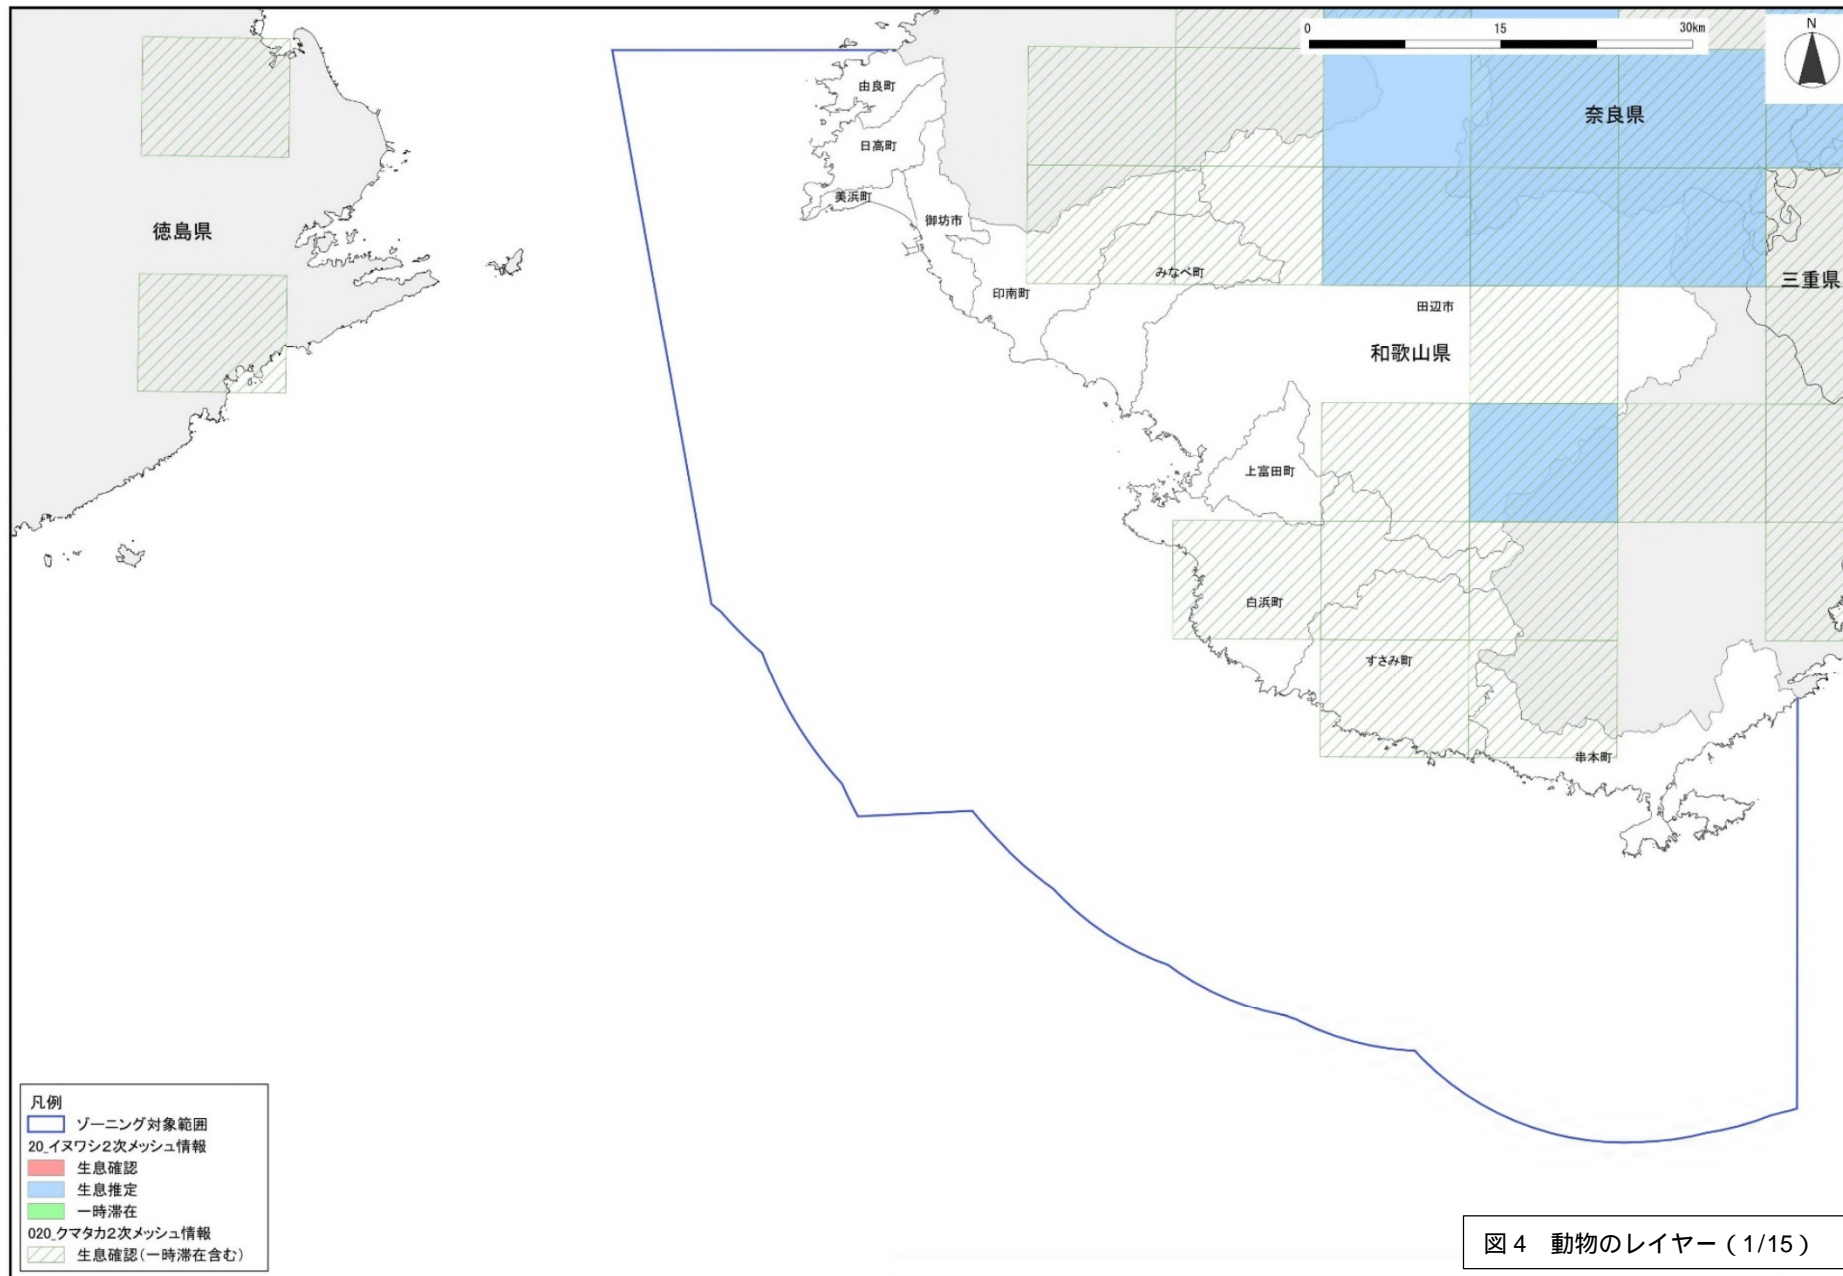 0 15 30km
N
由良町
奈良県
日高町
美浜町
御坊市
徳島県
みなべ町
三重県
印南町
田辺市
和歌山県
上富田町
白浜町
すさみ町
串本町
凡例
ゾーニング対象範囲
20_イヌワシ2次メッシュ情報
生息確認
生息推定
一時滞在
020_クマタカ2次メッシュ情報
生息確認(一時滞在含む)
図4 動物のレイヤー(1/15)